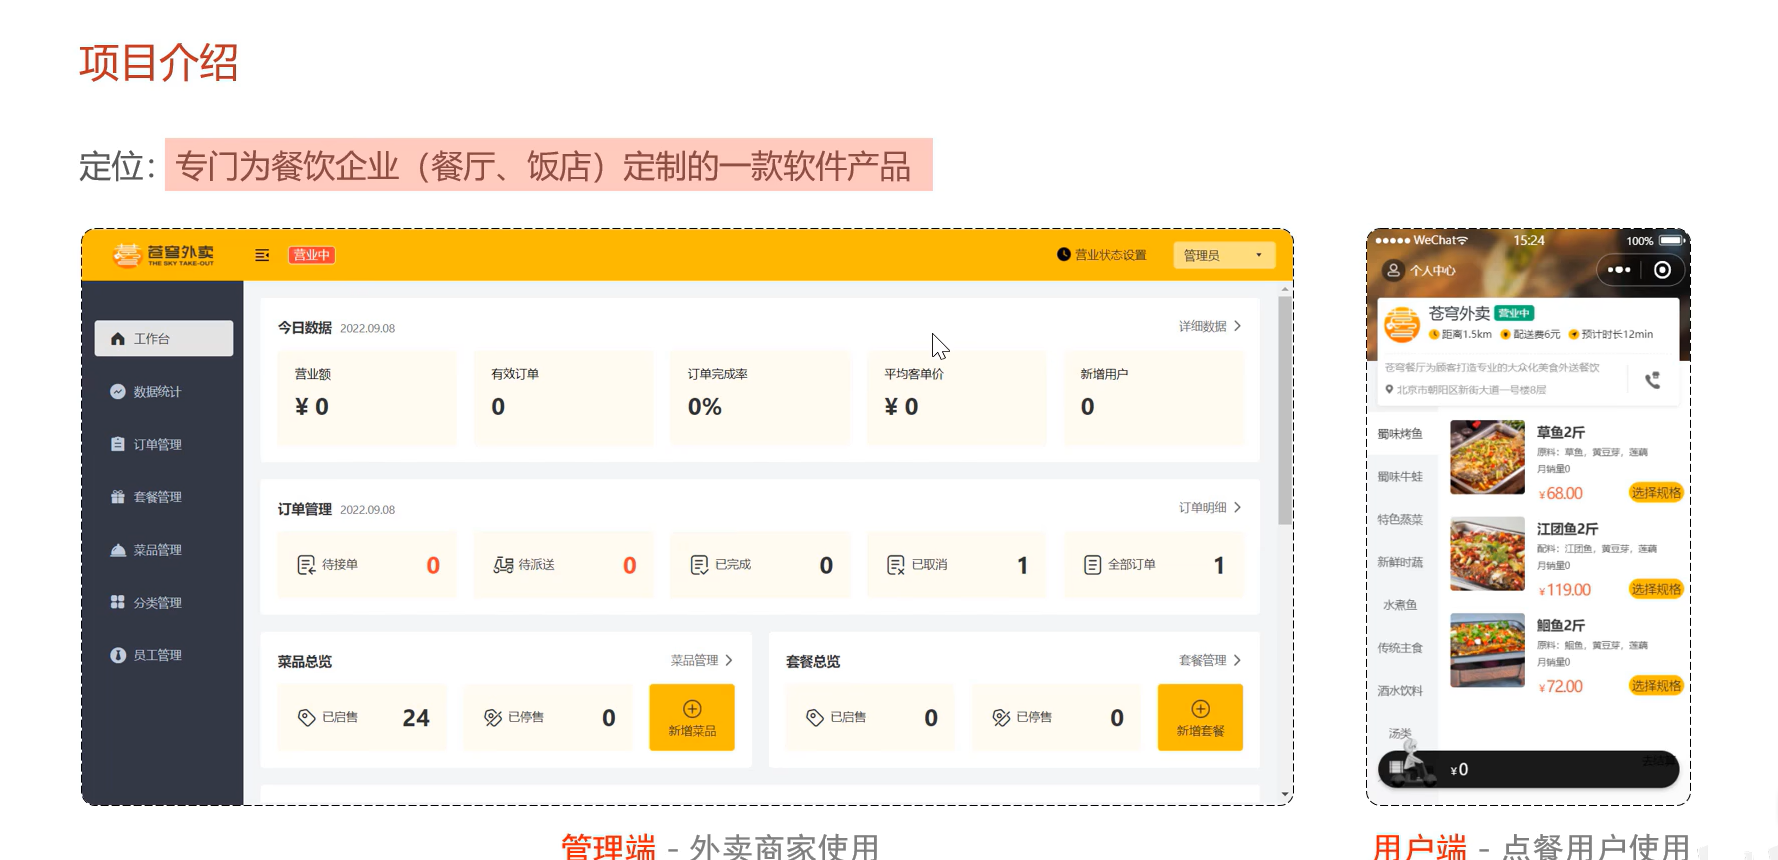 项目介绍
定位：专门为餐饮企业（餐厅、饭店）定制的一款软件产品
苍穹外卖
THE SKY TAKE-OUT
营业中
营业状态设置
管理员
工作台
数据统计
订单管理
套餐管理
菜品管理
分类管理
员工管理
今日数据 2022.09.08
详细数据
营业额
¥ 0
有效订单
0
订单完成率
0%
平均客单价
¥ 0
新增用户
0
订单管理 2022.09.08
订单明细
待接单 0
待派送 0
已完成 0
已取消 1
全部订单 1
菜品总览
菜品管理
已启售 24
已停售 0
新增菜品
套餐总览
套餐管理
已启售 0
已停售 0
新增套餐
管理端 - 外卖商家使用
WeChat 15:24 100%
个人中心
苍穹外卖 营业中
距离1.5km 配送费6元 预计时长12min
苍穹餐厅为顾客打造专业的大众化美食外送餐饮
北京市朝阳区新街大道一号楼8层
蜀味烤鱼
蜀味牛蛙
特色蒸菜
新鲜时蔬
水煮鱼
传统主食
酒水饮料
汤类
草鱼2斤
原料：草鱼，黄豆芽，莲藕
月销量0
¥68.00 选择规格
江团鱼2斤
配料：江团鱼，黄豆芽，莲藕
月销量0
¥119.00 选择规格
鮰鱼2斤
原料：鮰鱼，黄豆芽，莲藕
月销量0
¥72.00 选择规格
¥0
用户端 - 点餐用户使用